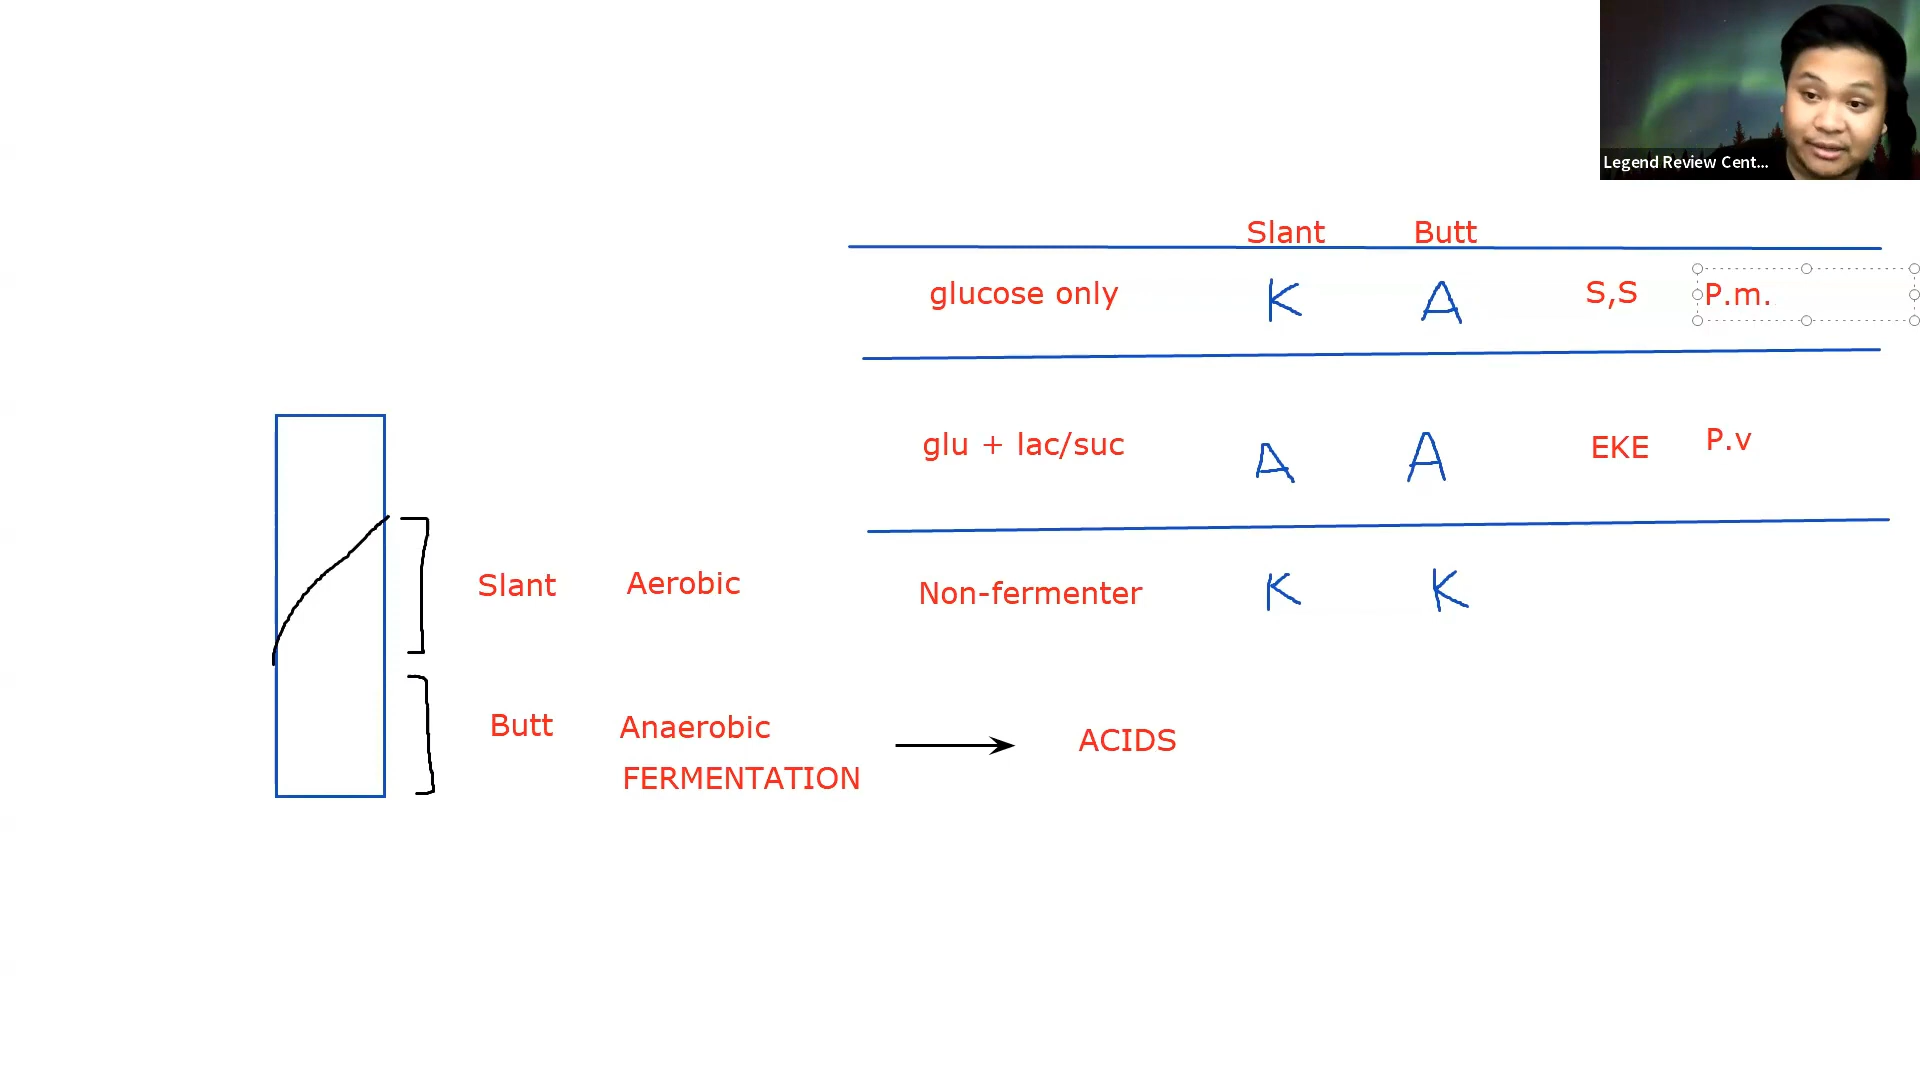 Legend Review Cent...
Slant Butt
glucose only K A S,S P.m.
glu + lac/suc A A EKE P.v
Non-fermenter K K
Slant Aerobic
Butt Anaerobic
FERMENTATION
ACIDS